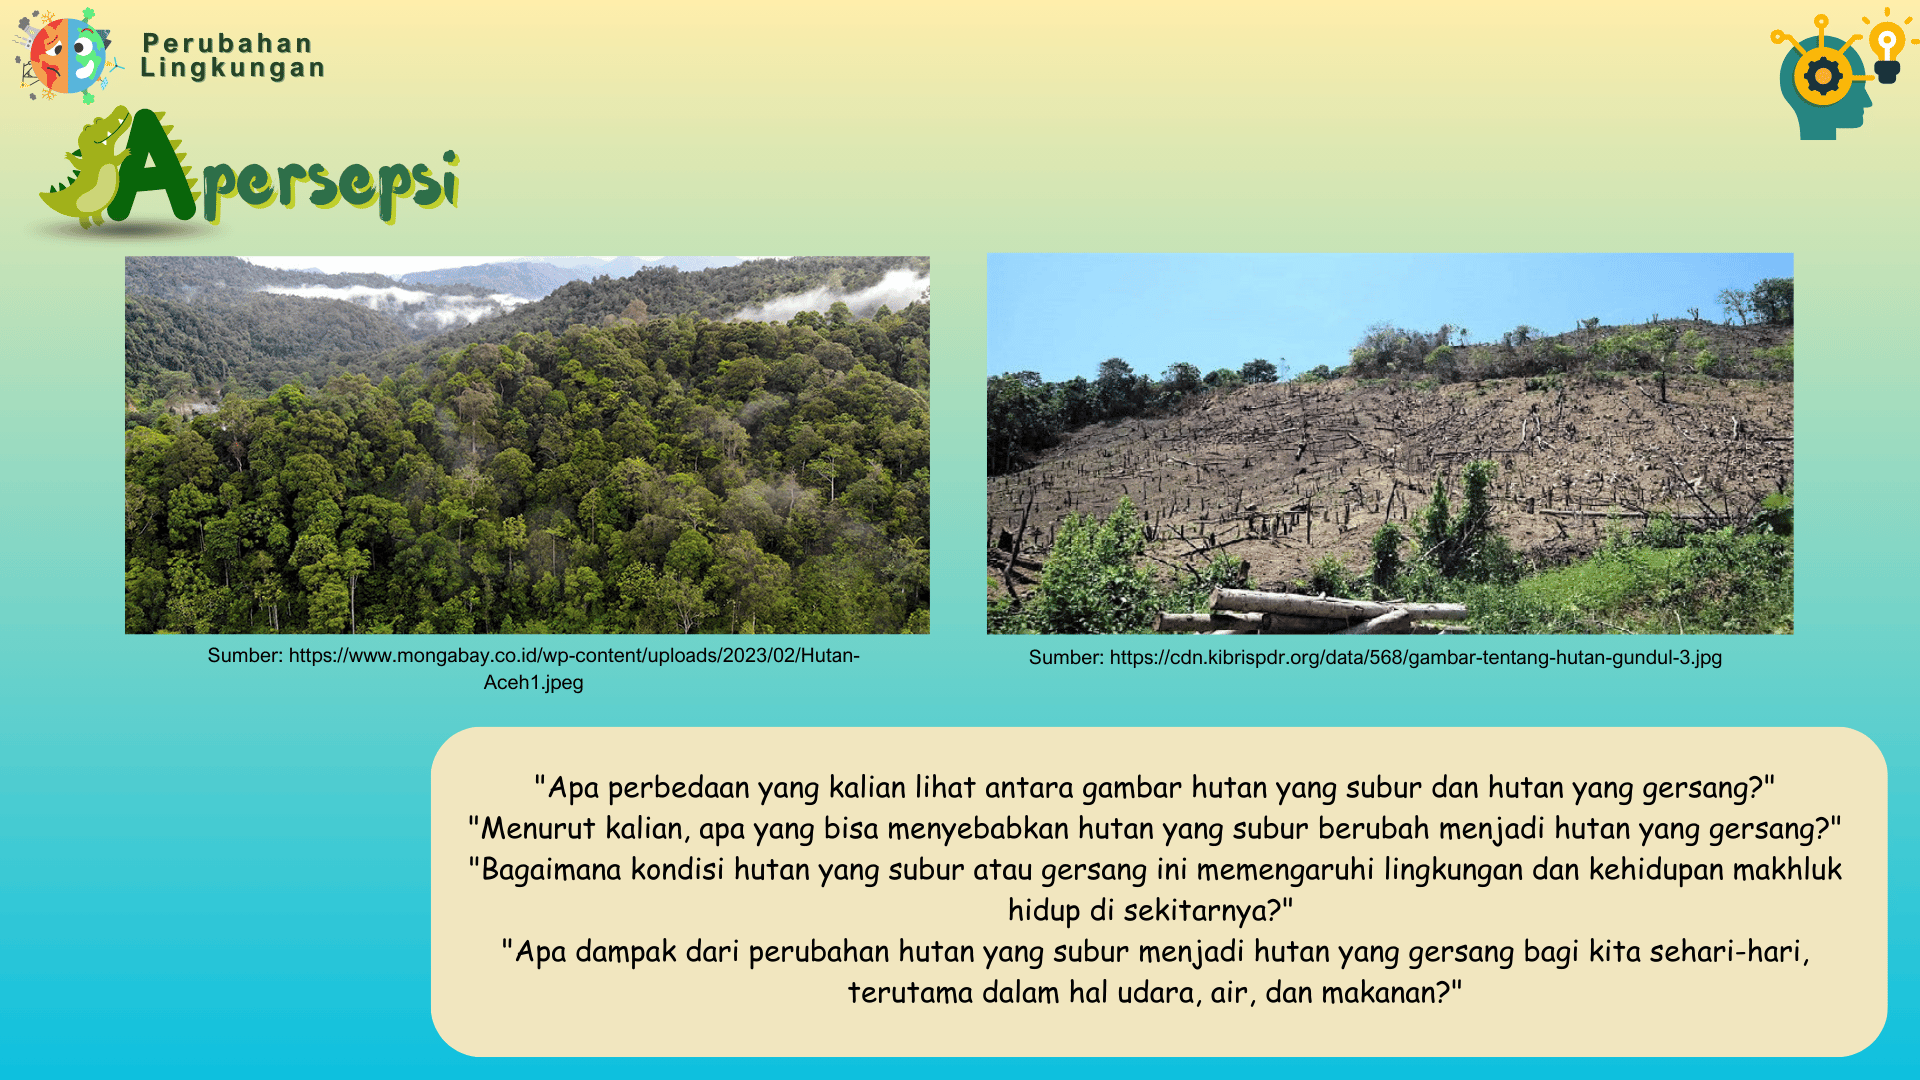 Perubahan
Lingkungan
Apersepsi
Sumber: https://www.mongabay.co.id/wp-content/uploads/2023/02/Hutan-
Aceh1.jpeg
Sumber: https://cdn.kibrispdr.org/data/568/gambar-tentang-hutan-gundul-3.jpg
"Apa perbedaan yang kalian lihat antara gambar hutan yang subur dan hutan yang gersang?"
"Menurut kalian, apa yang bisa menyebabkan hutan yang subur berubah menjadi hutan yang gersang?"
"Bagaimana kondisi hutan yang subur atau gersang ini memengaruhi lingkungan dan kehidupan makhluk
hidup di sekitarnya?"
"Apa dampak dari perubahan hutan yang subur menjadi hutan yang gersang bagi kita sehari-hari,
terutama dalam hal udara, air, dan makanan?"